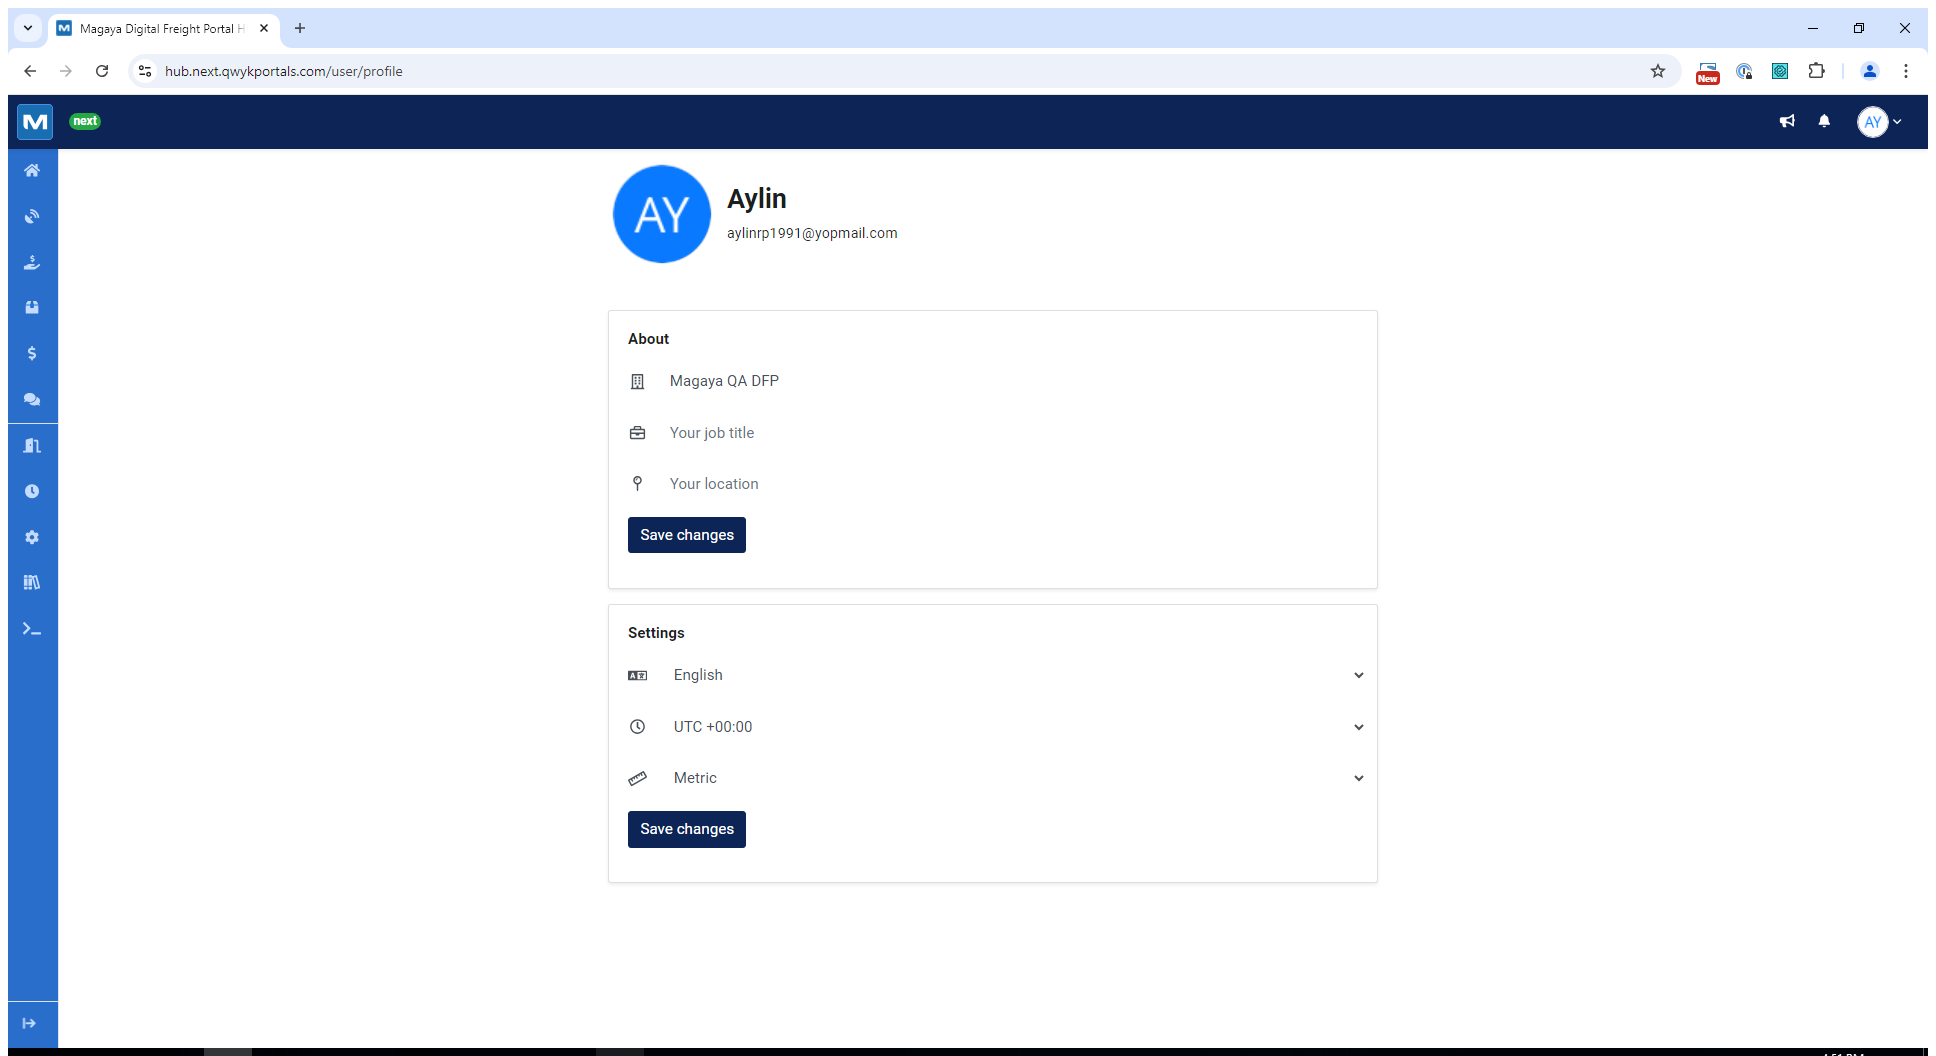 Magaya Digital Freight Portal H
hub.next.qwykportals.com/user/profile
New
M
next
AY
AY
Aylin
aylinrp1991@yopmail.com
About
Magaya QA DFP
Your job title
Your location
Save changes
Settings
English
UTC +00:00
Metric
Save changes